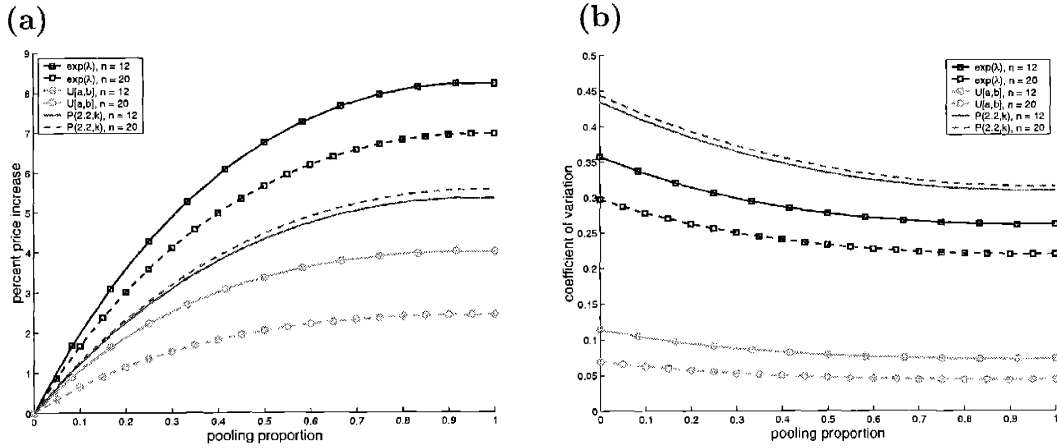 (a)
9
8
7
6
5
4
3
2
1
0
percent price increase
exp(λ), n = 12
exp(λ), n = 20
U[a,b], n = 12
U[a,b], n = 20
P(2.2,k), n = 12
P(2.2,k), n = 20
0 0.1 0.2 0.3 0.4 0.5 0.6 0.7 0.8 0.9 1
pooling proportion
(b)
0.5
0.45
0.4
0.35
0.3
0.25
0.2
0.15
0.1
0.05
0
coefficient of variation
exp(λ), n = 12
exp(λ), n = 20
U[a,b], n = 12
U[a,b], n = 20
P(2.2,k), n = 12
P(2.2,k), n = 20
0 0.1 0.2 0.3 0.4 0.5 0.6 0.7 0.8 0.9 1
pooling proportion